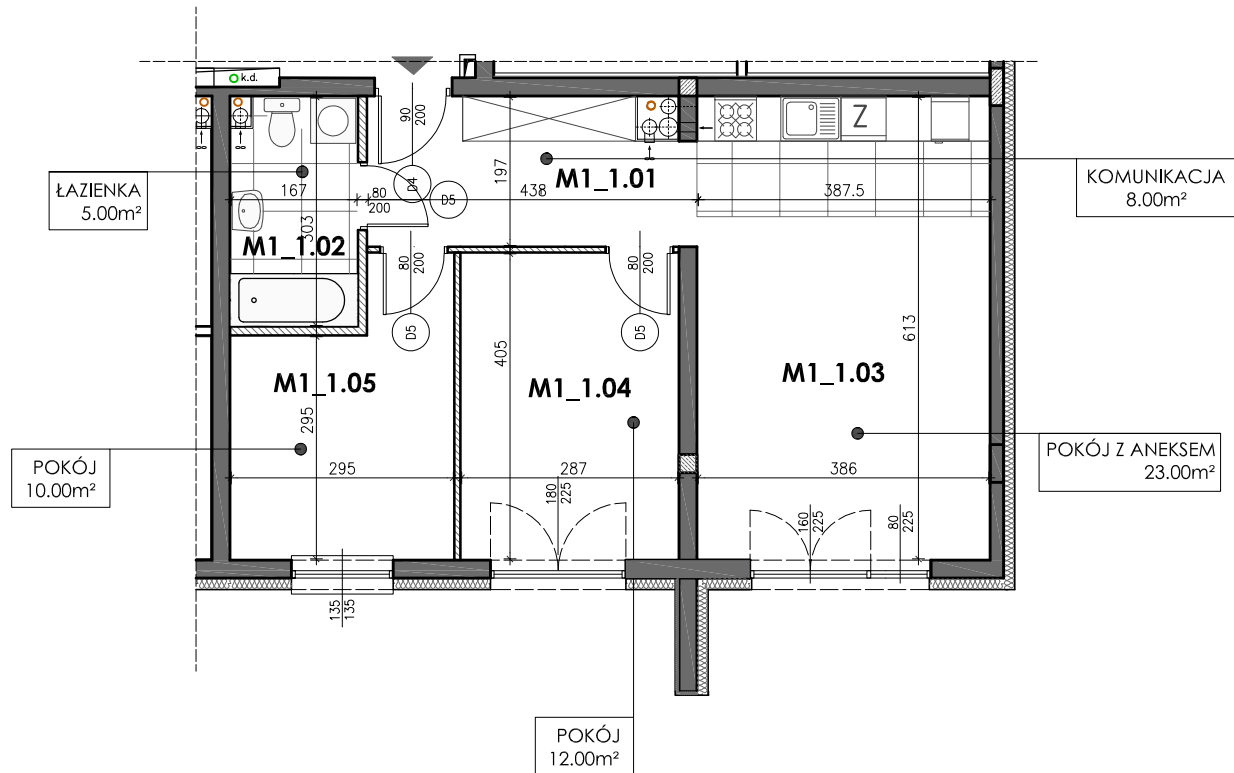 k.d.
90
200
Z
ŁAZIENKA
5.00m²
KOMUNIKACJA
8.00m²
M1_1.01
197
167
80
200
D4
D5
438
387.5
303
M1_1.02
80
200
80
200
D5
D5
405
613
M1_1.05
M1_1.04
M1_1.03
295
POKÓJ
10.00m²
POKÓJ Z ANEKSEM
23.00m²
295
287
386
180
225
160
225
80
225
135
135
POKÓJ
12.00m²